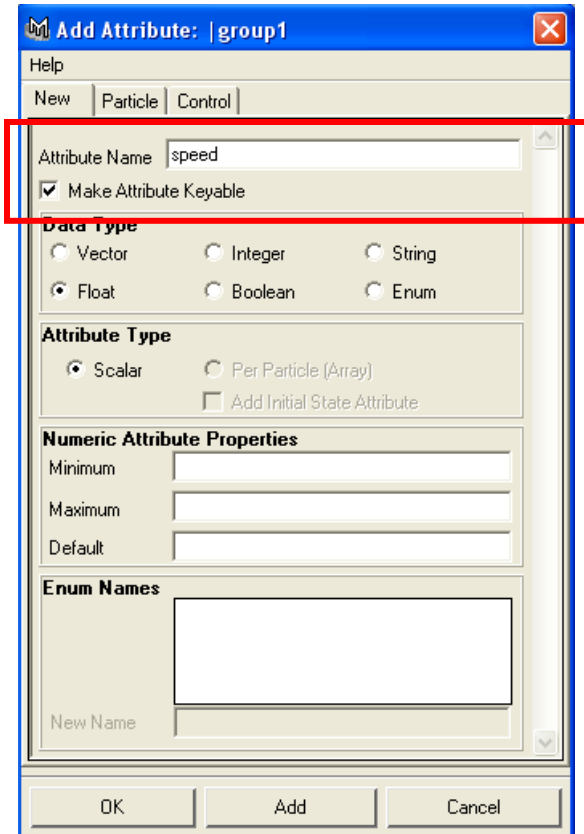 Add Attribute: |group1
Help
New Particle Control
Attribute Name speed
Make Attribute Keyable
Data Type
Vector Integer String
Float Boolean Enum
Attribute Type
Scalar Per Particle (Array)
Add Initial State Attribute
Numeric Attribute Properties
Minimum
Maximum
Default
Enum Names
New Name
OK Add Cancel